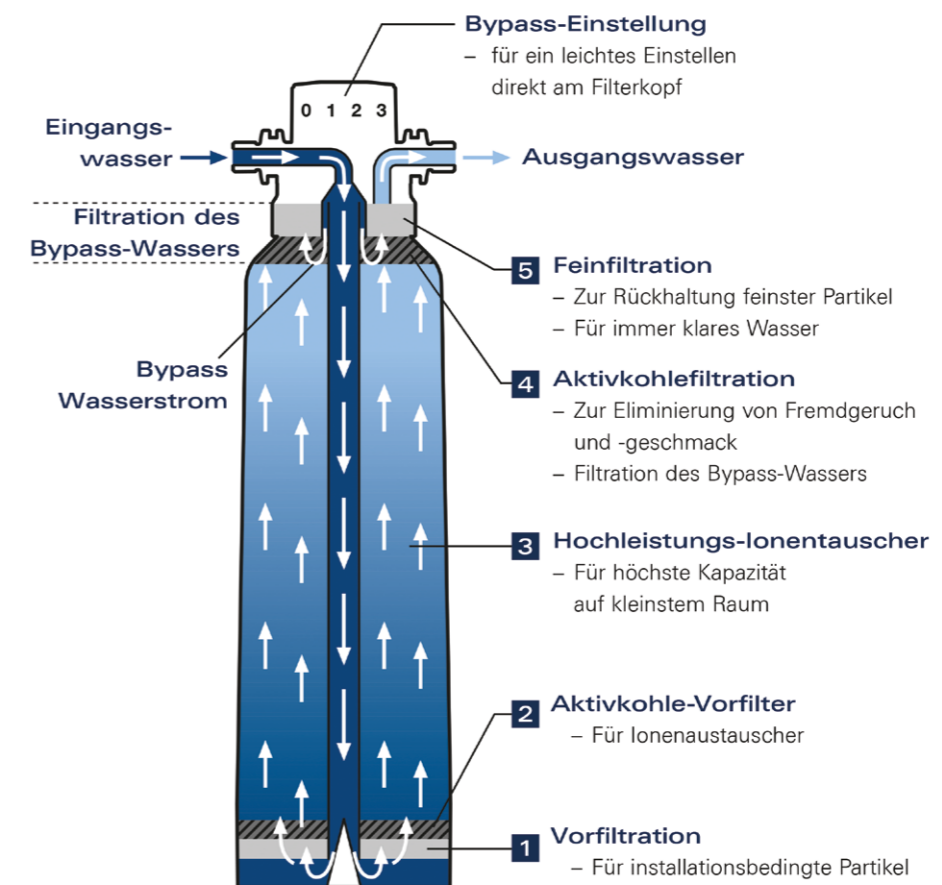 Bypass-Einstellung
– für ein leichtes Einstellen
direkt am Filterkopf
0 1 2 3
Eingangs-
wasser
Ausgangswasser
Filtration des
Bypass-Wassers
5 Feinfiltration
– Zur Rückhaltung feinster Partikel
– Für immer klares Wasser
Bypass
Wasserstrom
4 Aktivkohlefiltration
– Zur Eliminierung von Fremdgeruch
und -geschmack
– Filtration des Bypass-Wassers
3 Hochleistungs-Ionentauscher
– Für höchste Kapazität
auf kleinstem Raum
2 Aktivkohle-Vorfilter
– Für Ionenaustauscher
1 Vorfiltration
– Für installationsbedingte Partikel